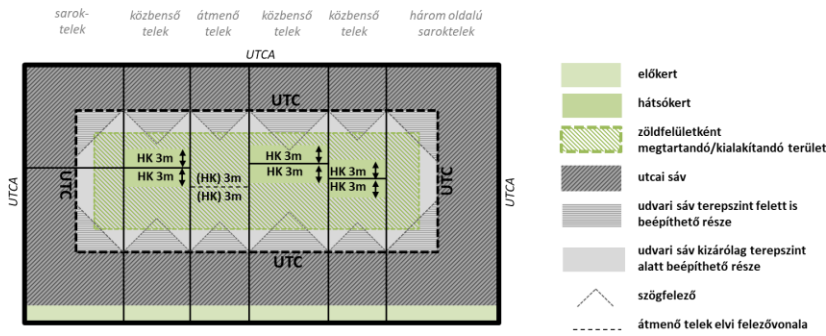 sarok-
telek
közbenső
telek
átmenő
telek
közbenső
telek
közbenső
telek
három oldalú
saroktelek
UTCA
UTC
UTCA
UTC
HK 3m
HK 3m
(HK) 3m
(HK) 3m
HK 3m
HK 3m
HK 3m
HK 3m
UTC
UTCA
UTC
előkert
hátsókert
zöldfelületként
megtartandó/kialakítandó terület
utcai sáv
udvari sáv terepszint felett is
beépíthető része
udvari sáv kizárólag terepszint
alatt beépíthető része
szögfelező
átmenő telek elvi felezővonala